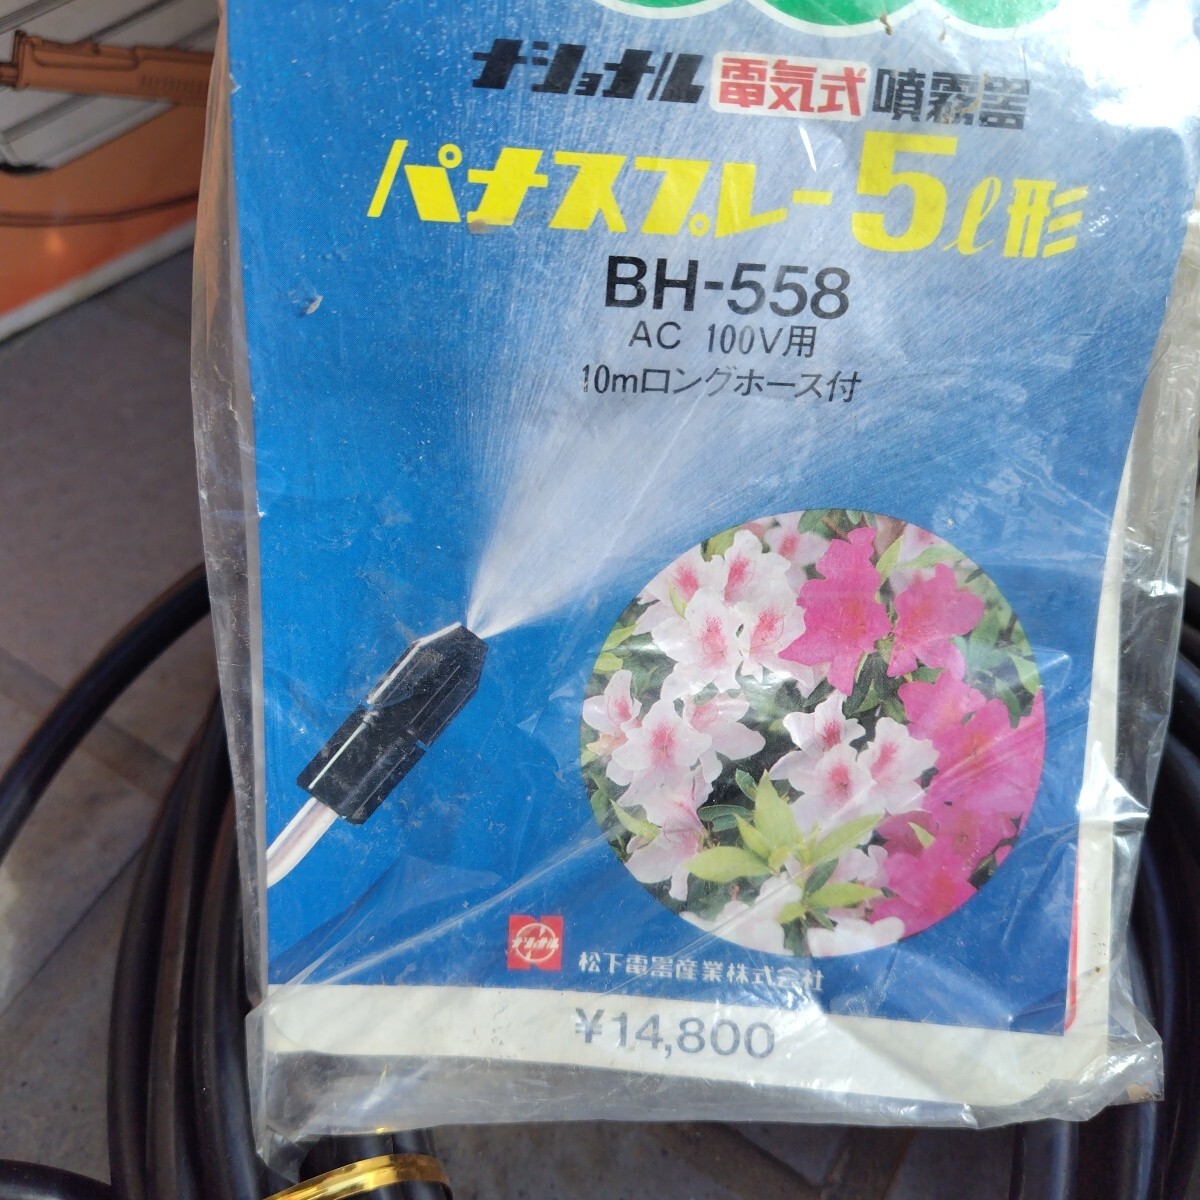 ナショナル 電気式 噴霧器
パナスプレー5ℓ形
BH-558
AC 100V用
10mロングホース付
ナショナル 松下電器産業株式会社
¥14,800